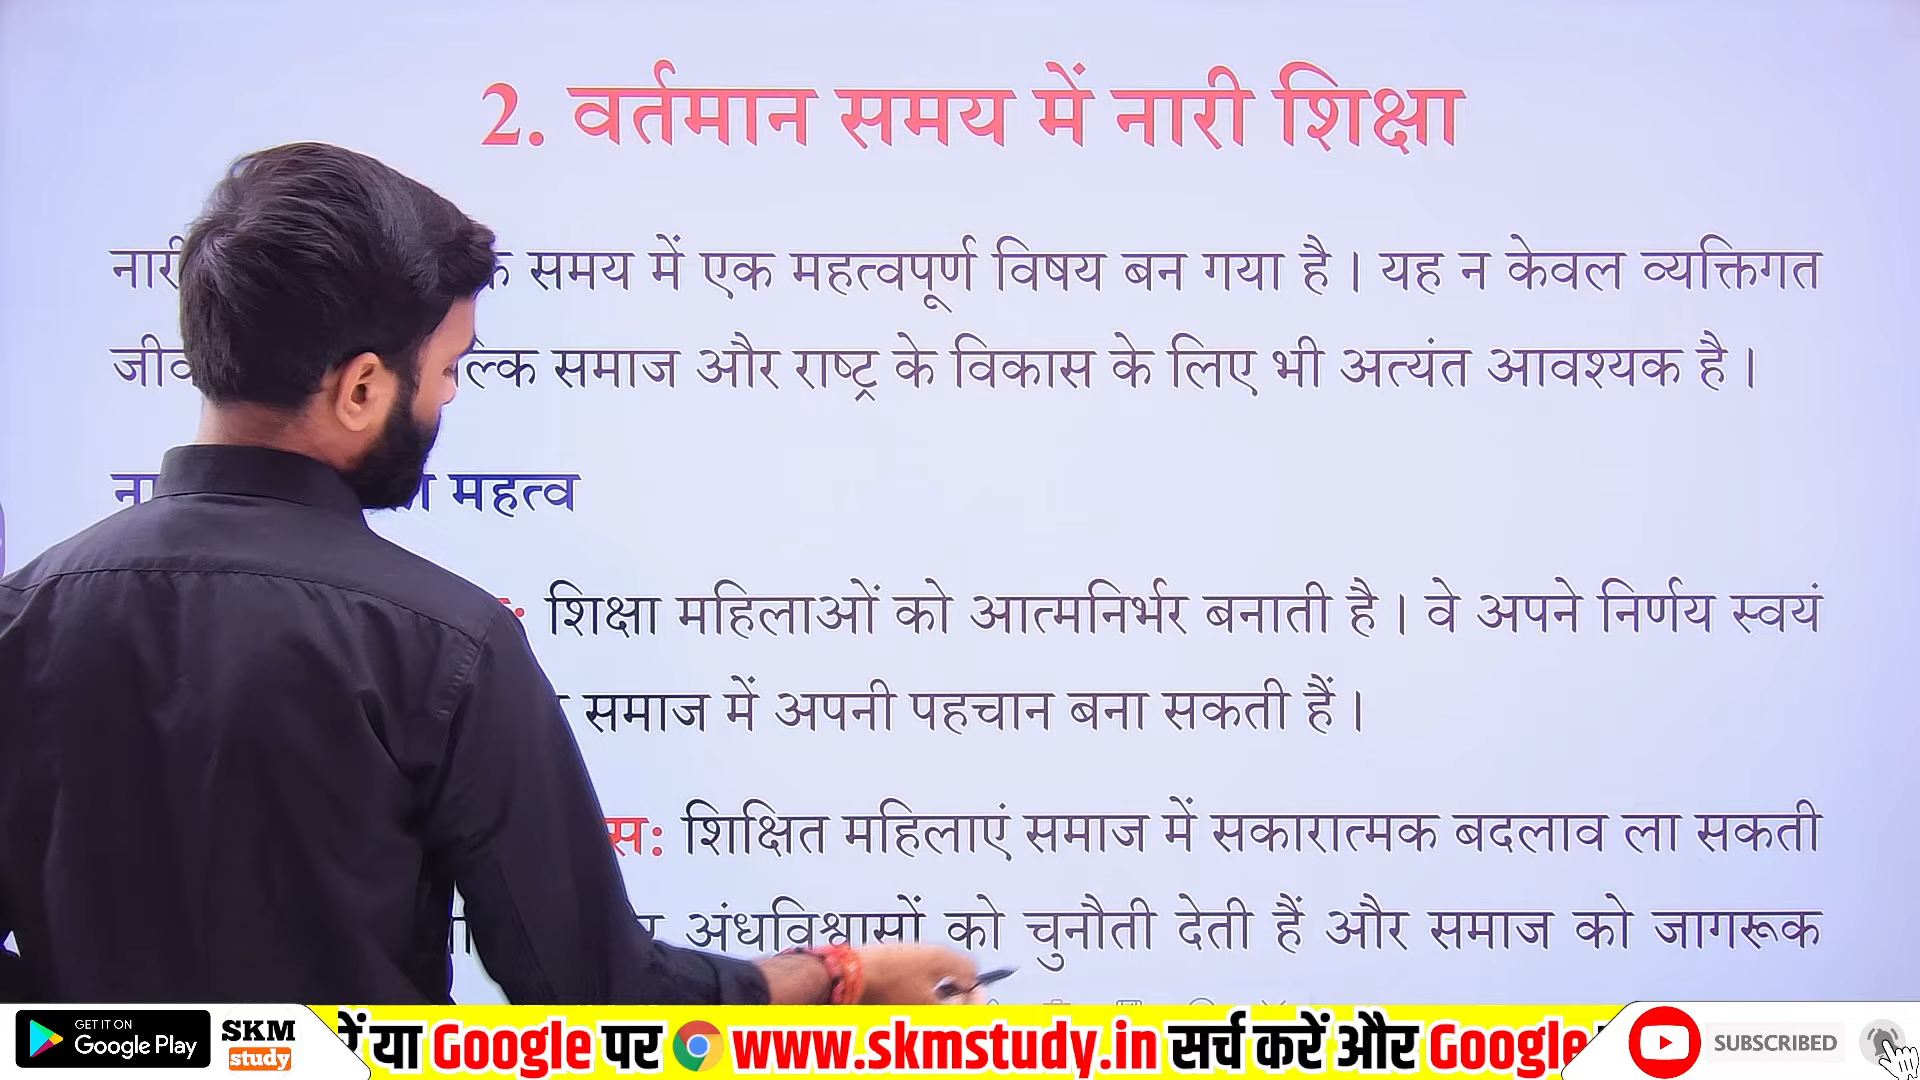 2. वर्तमान समय में नारी शिक्षा
समय में एक महत्वपूर्ण विषय बन गया है। यह न केवल व्यक्तिगत
समाज और राष्ट्र के विकास के लिए भी अत्यंत आवश्यक है।
महत्व
शिक्षा महिलाओं को आत्मनिर्भर बनाती है। वे अपने निर्णय स्वयं
समाज में अपनी पहचान बना सकती हैं।
शिक्षित महिलाएं समाज में सकारात्मक बदलाव ला सकती
अंधविश्वासों को चुनौती देती हैं और समाज को जागरूक
GET IT ON
Google Play
SKM
study
या Google पर www.skmstudy.in सर्च करें और Google
SUBSCRIBED